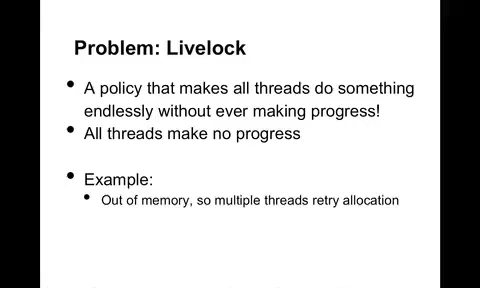 Problem: Livelock
• A policy that makes all threads do something
endlessly without ever making progress!
• All threads make no progress
• Example:
• Out of memory, so multiple threads retry allocation